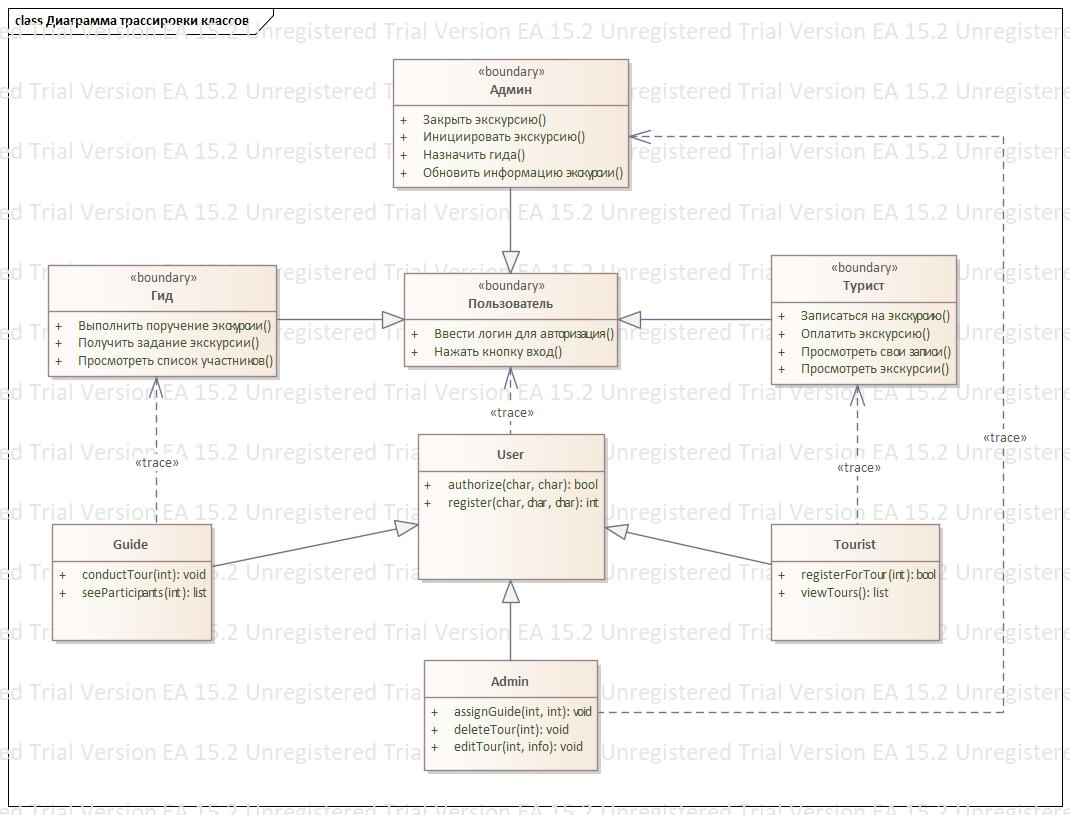 class Диаграмма трассировки классов
«boundary»
Админ
+ Закрыть экскурсию()
+ Инициировать экскурсию()
+ Назначить гида()
+ Обновить информацию экскурсии()
«boundary»
Гид
+ Выполнить поручение экскурсии()
+ Получить задание экскурсии()
+ Просмотреть список участников()
«boundary»
Пользователь
+ Ввести логин для авторизация()
+ Нажать кнопку вход()
«boundary»
Турист
+ Записаться на экскурсию()
+ Оплатить экскурсию()
+ Просмотреть свои записи()
+ Просмотреть экскурсии()
«trace»
«trace»
«trace»
«trace»
User
+ authorize(char, char): bool
+ register(char, char, char): int
Guide
+ conductTour(int): void
+ seeParticipants(int): list
Tourist
+ registerForTour(int): bool
+ viewTours(): list
Admin
+ assignGuide(int, int): void
+ deleteTour(int): void
+ editTour(int, info): void
Unregistered Trial Version EA 15.2